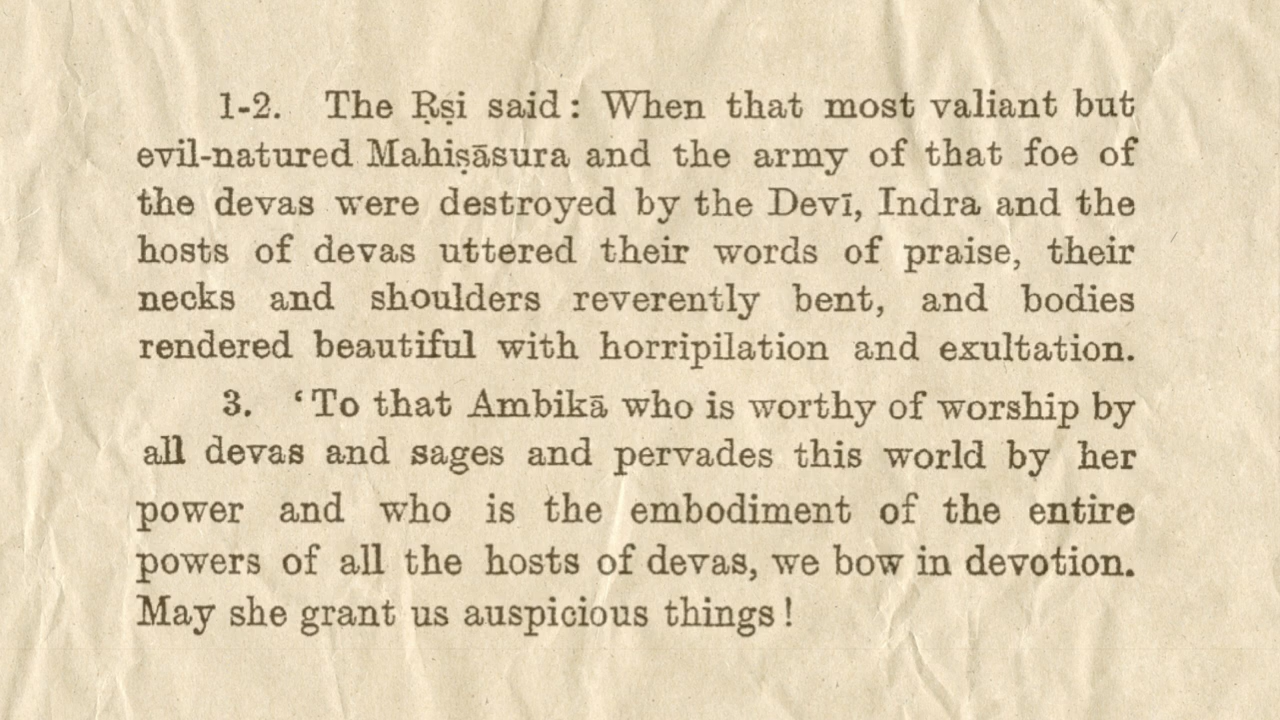 1-2. The Ṛṣi said: When that most valiant but
evil-natured Mahiṣāsura and the army of that foe of
the devas were destroyed by the Devī, Indra and the
hosts of devas uttered their words of praise, their
necks and shoulders reverently bent, and bodies
rendered beautiful with horripilation and exultation.
3. ‘To that Ambikā who is worthy of worship by
all devas and sages and pervades this world by her
power and who is the embodiment of the entire
powers of all the hosts of devas, we bow in devotion.
May she grant us auspicious things!